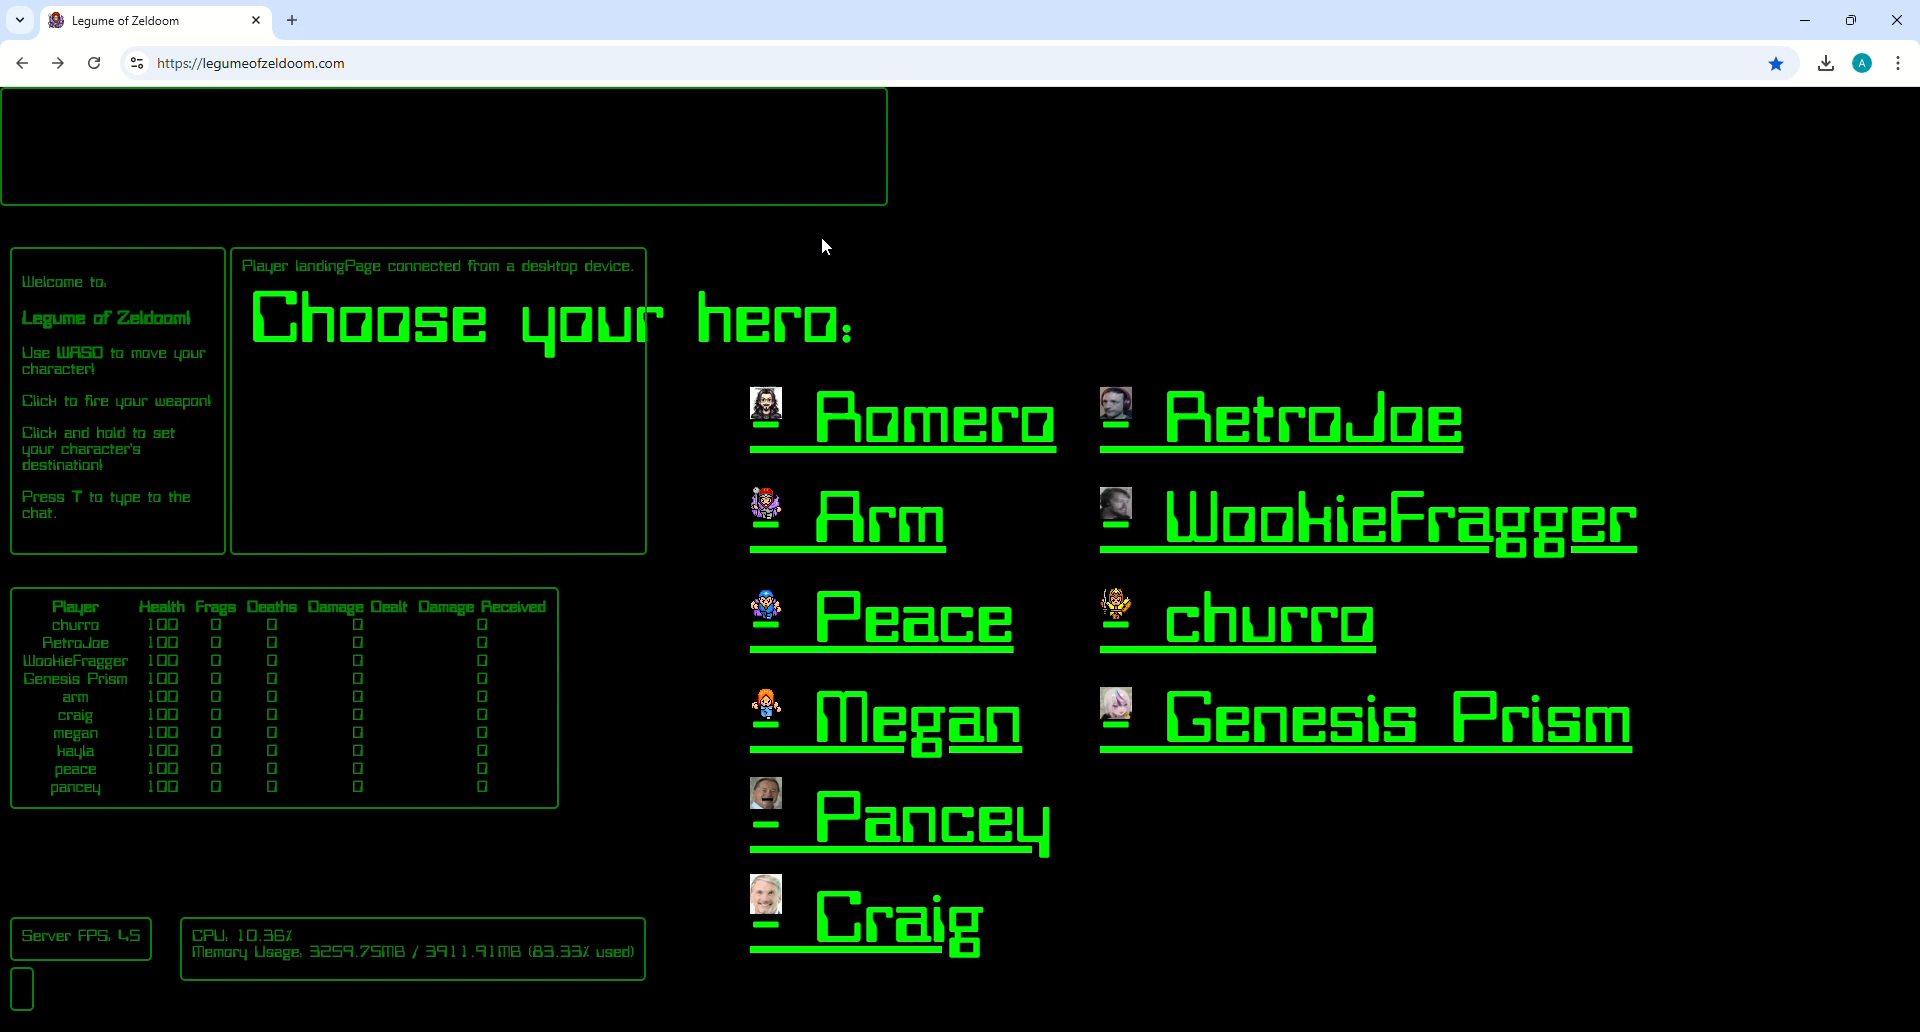 Legume of Zeldoom
https://legumeofzeldoom.com
A
Welcome to:
Legume of Zeldoom!
Use WASD to move your
character!
Click to fire your weapon!
Click and hold to set
your character's
destination!
Press T to type to the
chat.
Player landingPage connected from a desktop device.
Choose your hero:
- Romero
- Arm
- Peace
- Megan
- Pancey
- Craig
- RetroJoe
- WookieFragger
- churro
- Genesis Prism
Player Health Frags Deaths Damage Dealt Damage Received
churro 100 0 0 0 0
RetroJoe 100 0 0 0 0
WookieFragger 100 0 0 0 0
Genesis Prism 100 0 0 0 0
arm 100 0 0 0 0
craig 100 0 0 0 0
megan 100 0 0 0 0
kayla 100 0 0 0 0
peace 100 0 0 0 0
pancey 100 0 0 0 0
Server FPS: 45
CPU: 10.36%
Memory Usage: 3259.75MB / 3911.91MB (83.33% used)